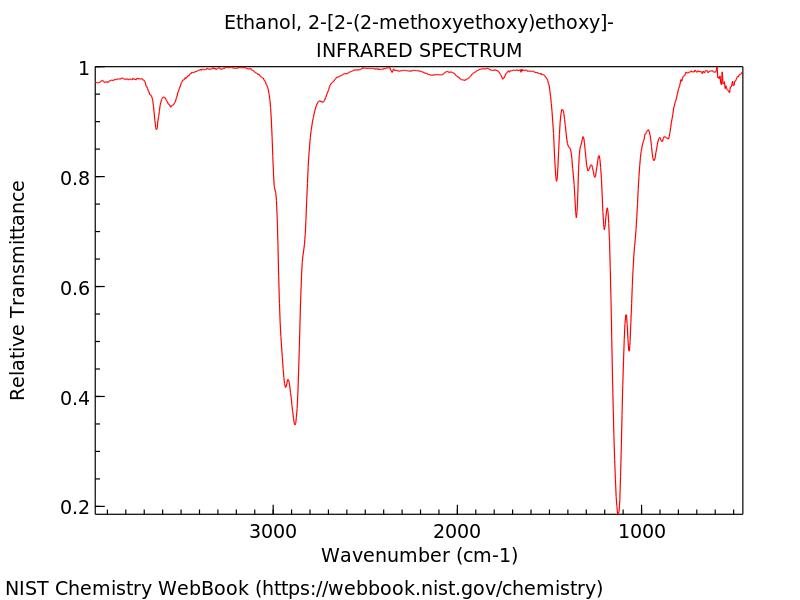 Ethanol, 2-[2-(2-methoxyethoxy)ethoxy]-
INFRARED SPECTRUM
1
0.8
0.6
0.4
0.2
Relative Transmittance
3000 2000 1000
Wavenumber (cm-1)
NIST Chemistry WebBook (https://webbook.nist.gov/chemistry)